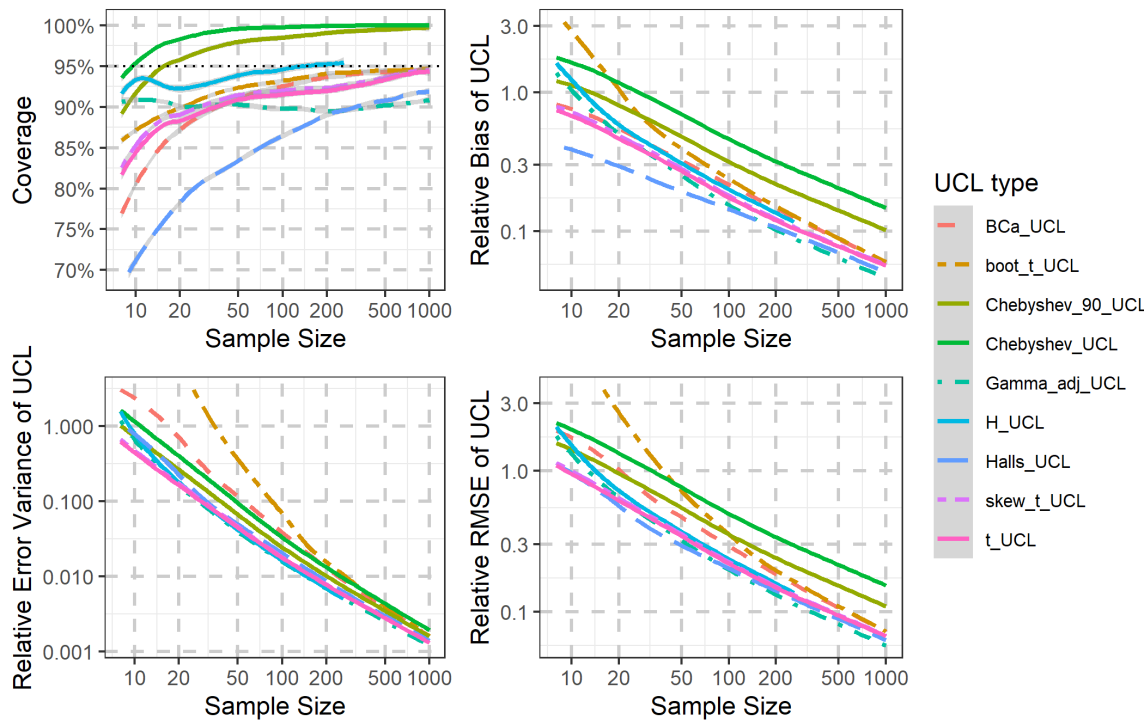 Coverage
100%
95%
90%
85%
80%
75%
70%
10 20 50 100 200 500 1000
Sample Size
Relative Bias of UCL
3.0
1.0
0.3
0.1
10 20 50 100 200 500 1000
Sample Size
Relative Error Variance of UCL
1.000
0.100
0.010
0.001
10 20 50 100 200 500 1000
Sample Size
Relative RMSE of UCL
3.0
1.0
0.3
0.1
10 20 50 100 200 500 1000
Sample Size
UCL type
BCa_UCL
boot_t_UCL
Chebyshev_90_UCL
Chebyshev_UCL
Gamma_adj_UCL
H_UCL
Halls_UCL
skew_t_UCL
t_UCL